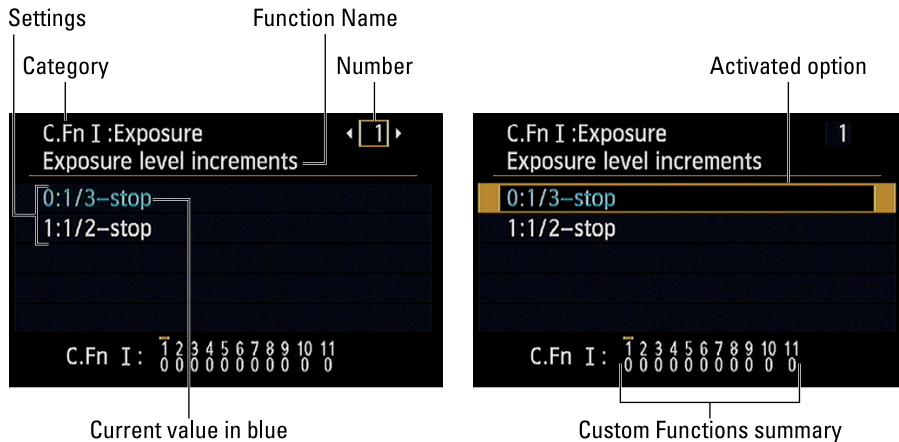 Settings
Function Name
Category
Number
Activated option
C.Fn I :Exposure
1
Exposure level increments
0:1/3–stop
1:1/2–stop
C.Fn I :
1 2 3 4 5 6 7 8 9 10 11
0 0 0 0 0 0 0 0 0 0 0
C.Fn I :Exposure
1
Exposure level increments
0:1/3–stop
1:1/2–stop
C.Fn I :
1 2 3 4 5 6 7 8 9 10 11
0 0 0 0 0 0 0 0 0 0 0
Current value in blue
Custom Functions summary